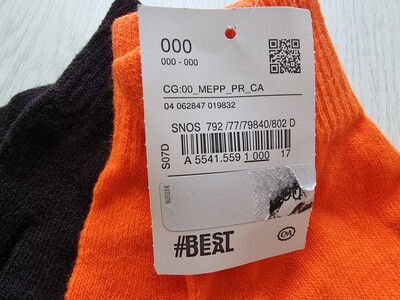 000
000 - 000
CG:00_MEPP_PR_CA
04 062847 019832
SNOS 792 /77/79840/802 D
S07D
A 5541.559 1 000 17
#BEST
DEAL
C&A